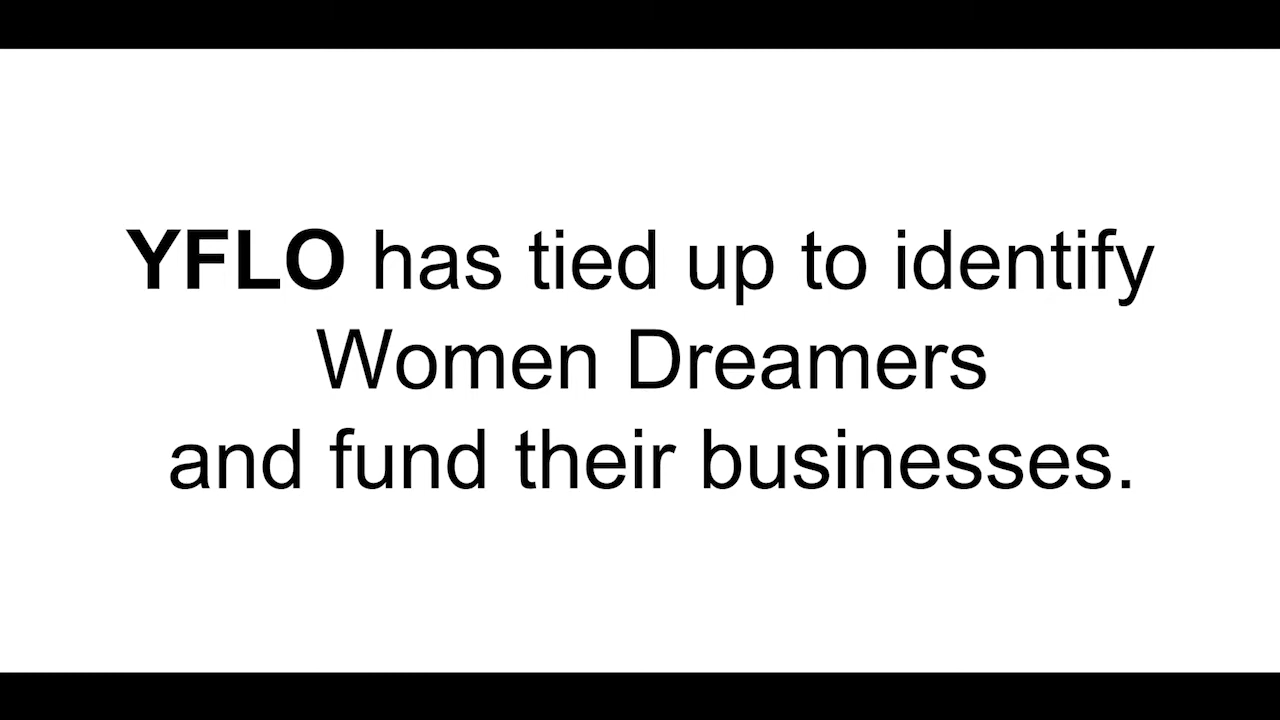 YFLO has tied up to identify
Women Dreamers
and fund their businesses.